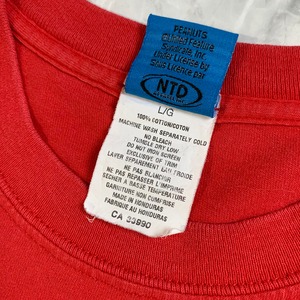 PEANUTS
United Feature
Syndicate, Inc.
Under License by
Sous Licence par
NTD
L/G
100% COTTON/COTON
MACHINE WASH SEPARATELY COLD
NO BLEACH
TUMBLE DRY LOW
DO NOT IRON SCREEN
EXCLUSIVE OF TRIM
LAVER SEPAREMENT EAU FROIDE
NE PAS BLANCHIR
NE PAS REPASSER L'IMPRIME
SECHER A BASSE TEMPERATURE
GARNITURE NON COMPRISE
MADE IN HONDURAS
FABRIQUE AU HONDURAS
CA 33990